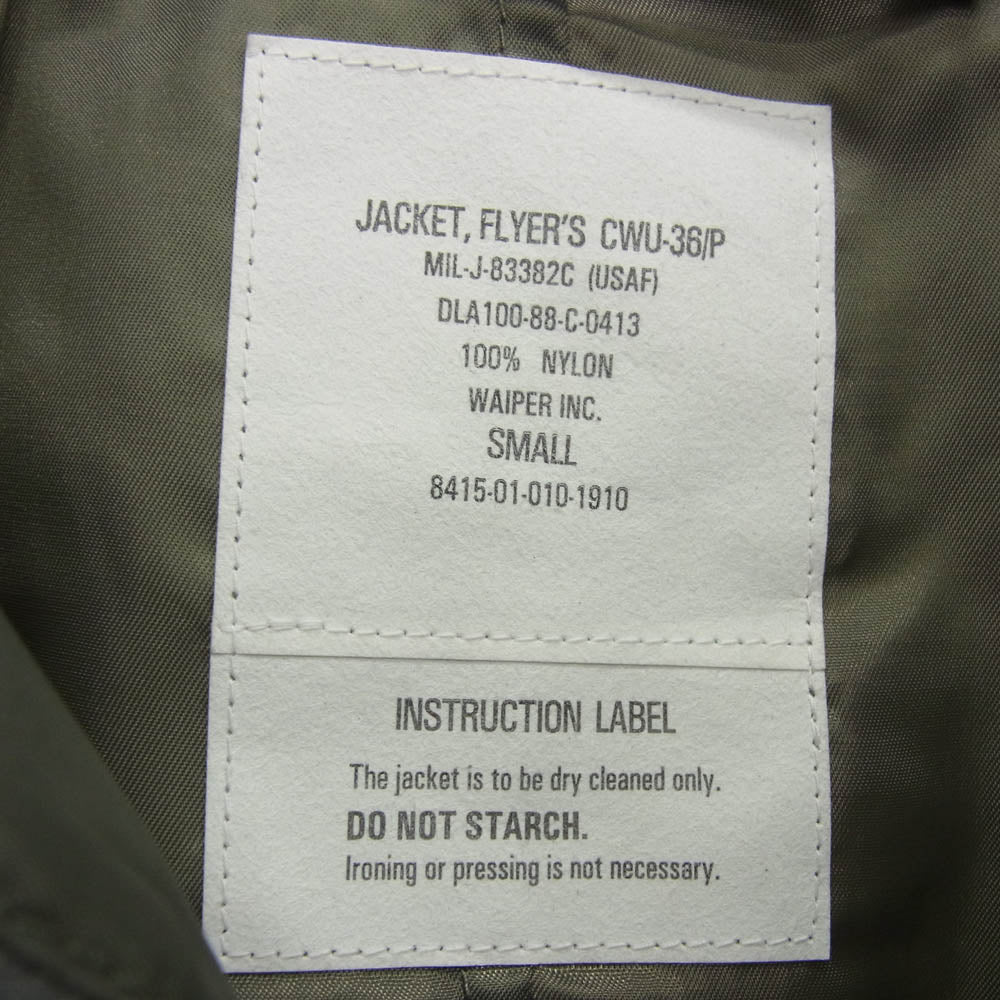 JACKET, FLYER'S CWU-36/P
MIL-J-83382C (USAF)
DLA100-88-C-0413
100% NYLON
WAIPER INC.
SMALL
8415-01-010-1910
INSTRUCTION LABEL
The jacket is to be dry cleaned only.
DO NOT STARCH.
Ironing or pressing is not necessary.